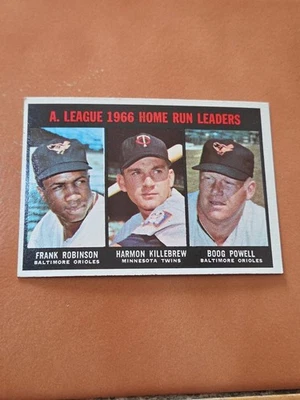 A. LEAGUE 1966 HOME RUN LEADERS
FRANK ROBINSON
BALTIMORE ORIOLES
HARMON KILLEBREW
MINNESOTA TWINS
BOOG POWELL
BALTIMORE ORIOLES